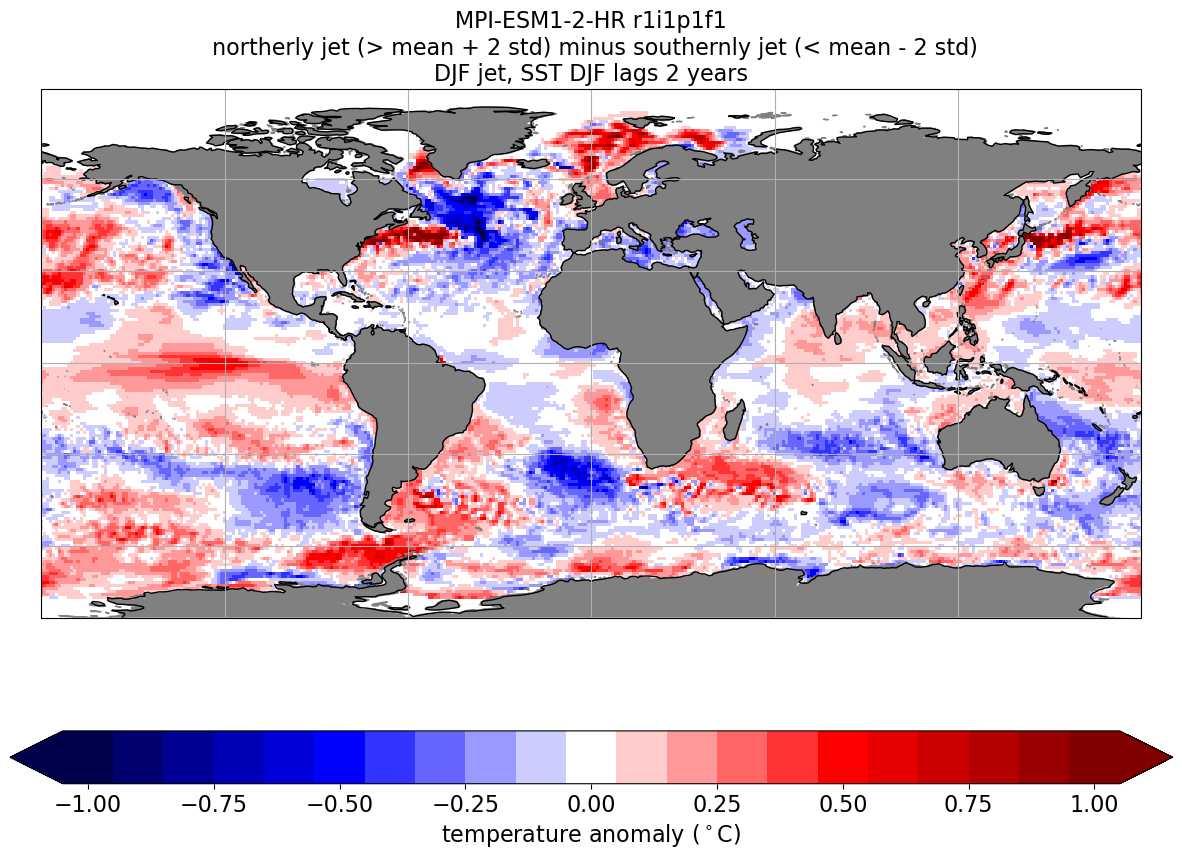 MPI-ESM1-2-HR r1i1p1f1
northerly jet (> mean + 2 std) minus southernly jet (< mean - 2 std)
DJF jet, SST DJF lags 2 years
−1.00 −0.75 −0.50 −0.25 0.00 0.25 0.50 0.75 1.00
temperature anomaly (°C)